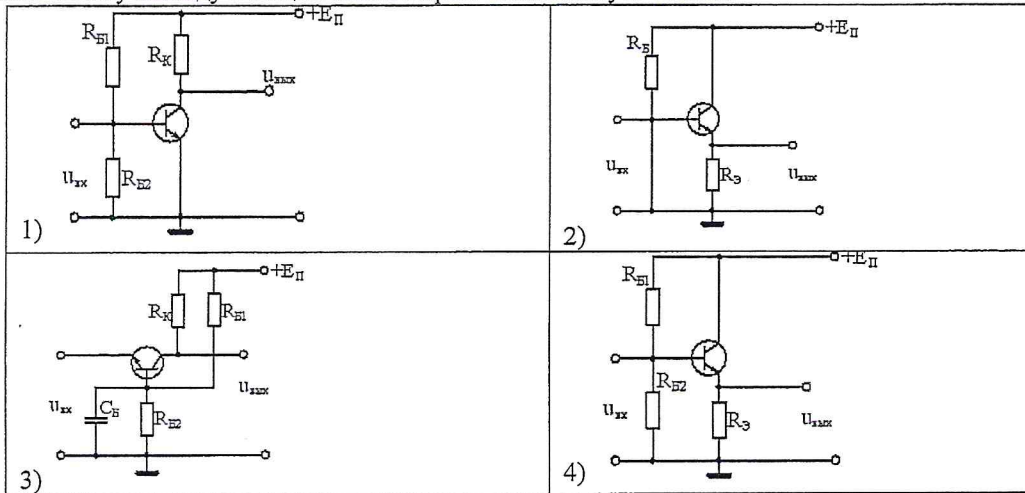 R_Б1
R_К
+E_П
u_вых
u_вх
R_Б2
1)
R_Б
+E_П
u_вх
R_Э
u_вых
2)
R_К
R_Б1
+E_П
u_вх
C_Б
R_Б2
u_вых
3)
R_Б1
+E_П
R_Б2
u_вх
R_Э
u_вых
4)